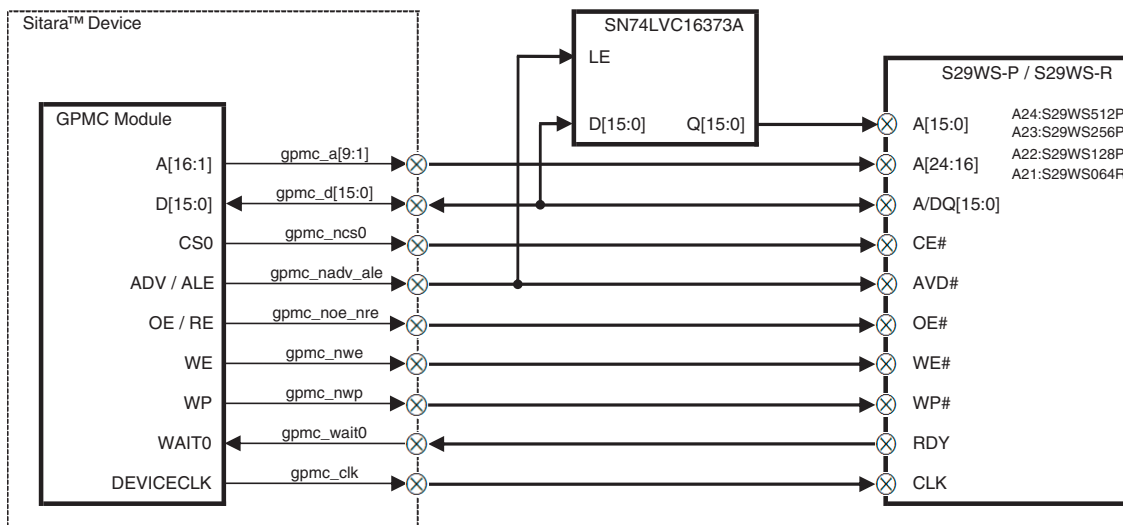 Sitara™ Device
SN74LVC16373A
LE
D[15:0] Q[15:0]
S29WS-P / S29WS-R
A24:S29WS512P
A23:S29WS256P
A22:S29WS128P
A21:S29WS064R
GPMC Module
A[16:1] gpmc_a[9:1]
D[15:0] gpmc_d[15:0]
CS0 gpmc_ncs0
ADV / ALE gpmc_nadv_ale
OE / RE gpmc_noe_nre
WE gpmc_nwe
WP gpmc_nwp
WAIT0 gpmc_wait0
DEVICECLK gpmc_clk
A[15:0]
A[24:16]
A/DQ[15:0]
CE#
AVD#
OE#
WE#
WP#
RDY
CLK